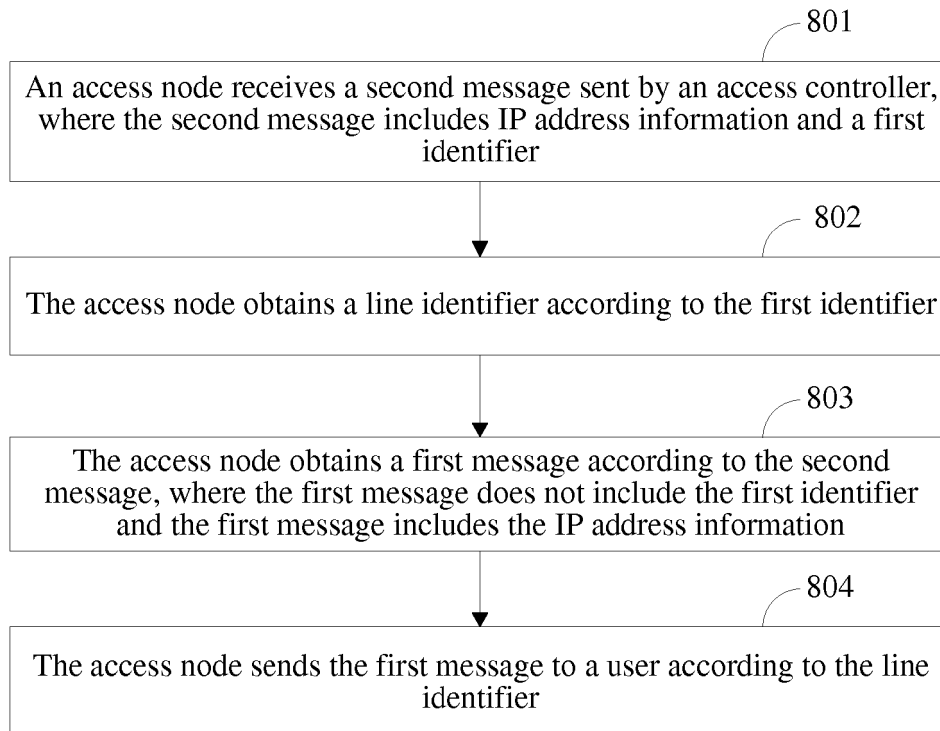 801
An access node receives a second message sent by an access controller,
where the second message includes IP address information and a first
identifier
802
The access node obtains a line identifier according to the first identifier
803
The access node obtains a first message according to the second
message, where the first message does not include the first identifier
and the first message includes the IP address information
804
The access node sends the first message to a user according to the line
identifier